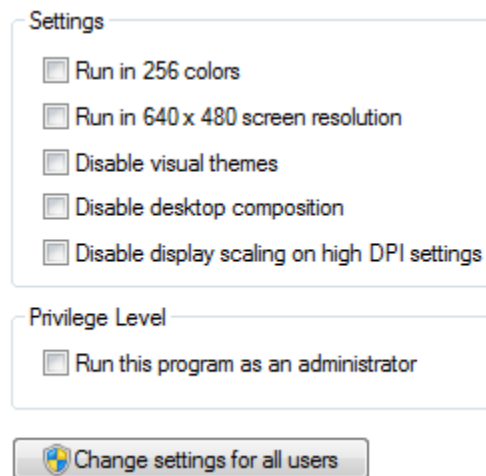 Settings
Run in 256 colors
Run in 640 x 480 screen resolution
Disable visual themes
Disable desktop composition
Disable display scaling on high DPI settings
Privilege Level
Run this program as an administrator
Change settings for all users